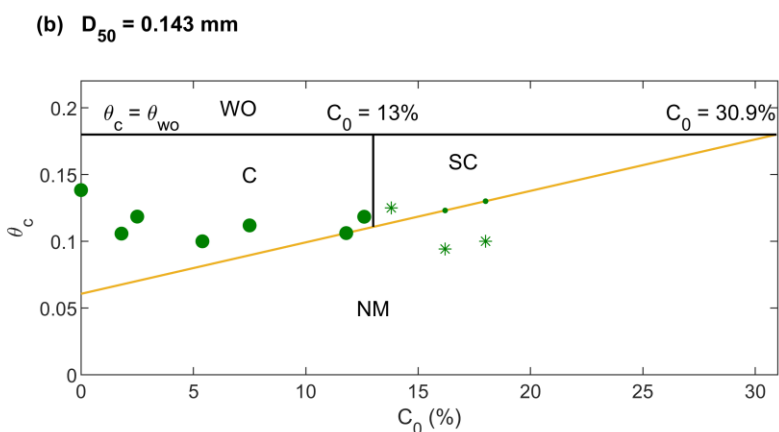 (b) D50 = 0.143 mm
0.2
θc = θwo
WO
C0 = 13%
C0 = 30.9%
0.15
C
SC
θc
0.1
0.05
NM
0
0 5 10 15 20 25 30
C0 (%)